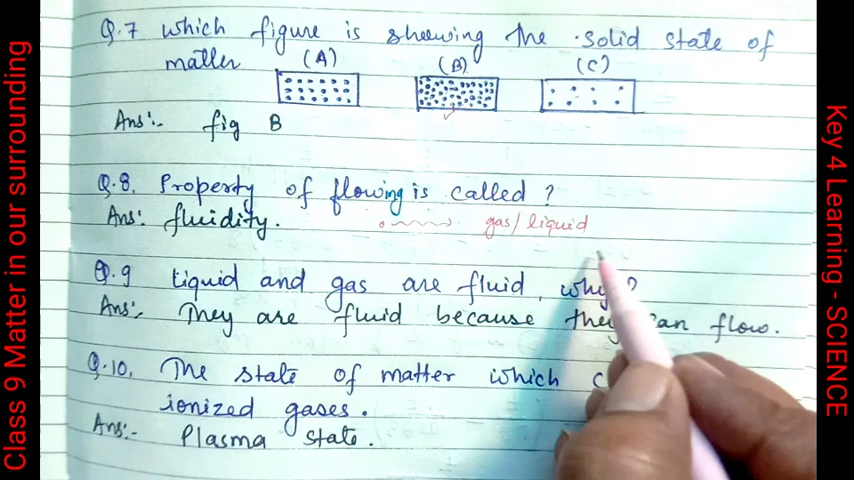 Q.7 which figure is sheewing the solid state of
matter (A) (B) (C)
Ans:- fig B
Q.8. Property of flowing is called ?
Ans: fluidity. gas/liquid
Q.9 Liquid and gas are fluid, why?
Ans:- They are fluid because they can flow.
Q.10. The state of matter which
ionized gases.
Ans:- Plasma state.
Class 9 Matter in our surrounding
Key 4 Learning - SCIENCE